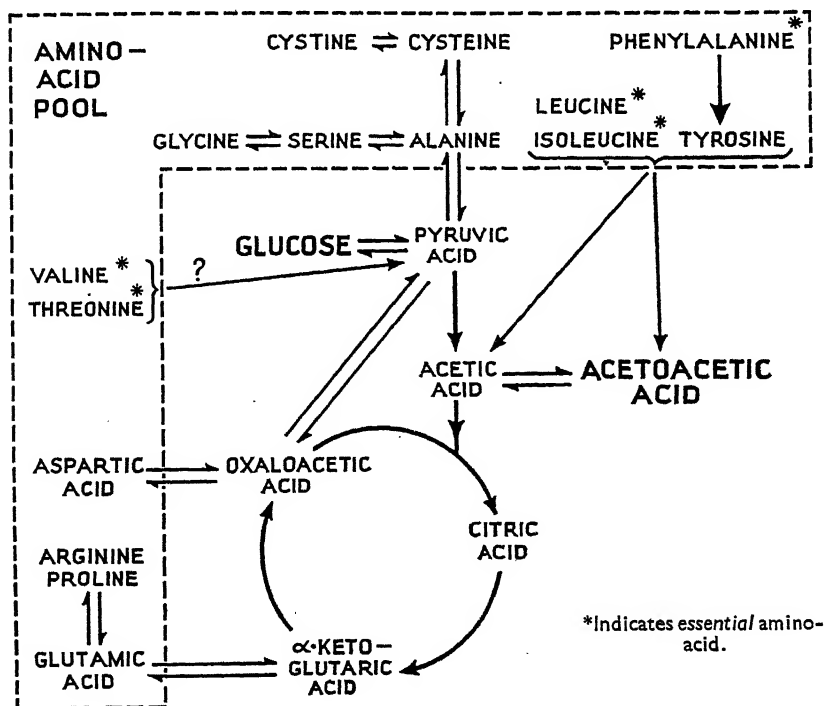 AMINO-
ACID
POOL
CYSTINE ⇌ CYSTEINE
PHENYLALANINE*
LEUCINE*
GLYCINE ⇌ SERINE ⇌ ALANINE
ISOLEUCINE* TYROSINE
GLUCOSE ⇌ PYRUVIC
ACID
?
VALINE*
THREONINE*
ACETIC
ACID
ACETOACETIC
ACID
ASPARTIC
ACID
OXALOACETIC
ACID
CITRIC
ACID
ARGININE
PROLINE
GLUTAMIC
ACID
α·KETO-
GLUTARIC
ACID
*Indicates essential amino-
acid.